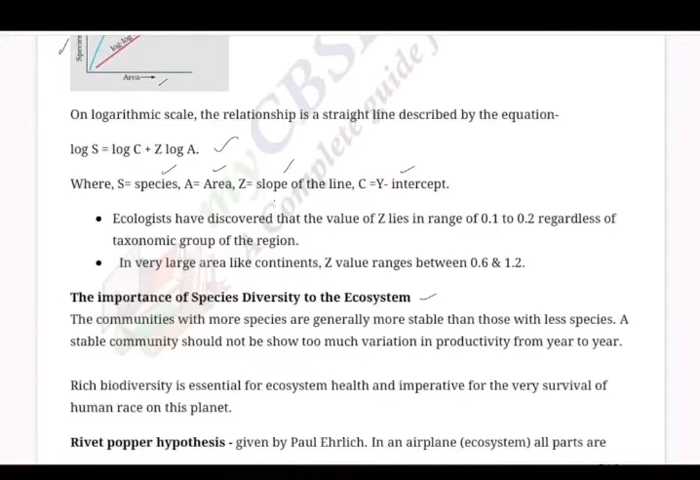 Species
log-log
Area
On logarithmic scale, the relationship is a straight line described by the equation-
log S = log C + Z log A.
Where, S= species, A= Area, Z= slope of the line, C =Y- intercept.
• Ecologists have discovered that the value of Z lies in range of 0.1 to 0.2 regardless of
taxonomic group of the region.
• In very large area like continents, Z value ranges between 0.6 & 1.2.
The importance of Species Diversity to the Ecosystem
The communities with more species are generally more stable than those with less species. A
stable community should not be show too much variation in productivity from year to year.
Rich biodiversity is essential for ecosystem health and imperative for the very survival of
human race on this planet.
Rivet popper hypothesis - given by Paul Ehrlich. In an airplane (ecosystem) all parts are
myCBS
A Complete guide f